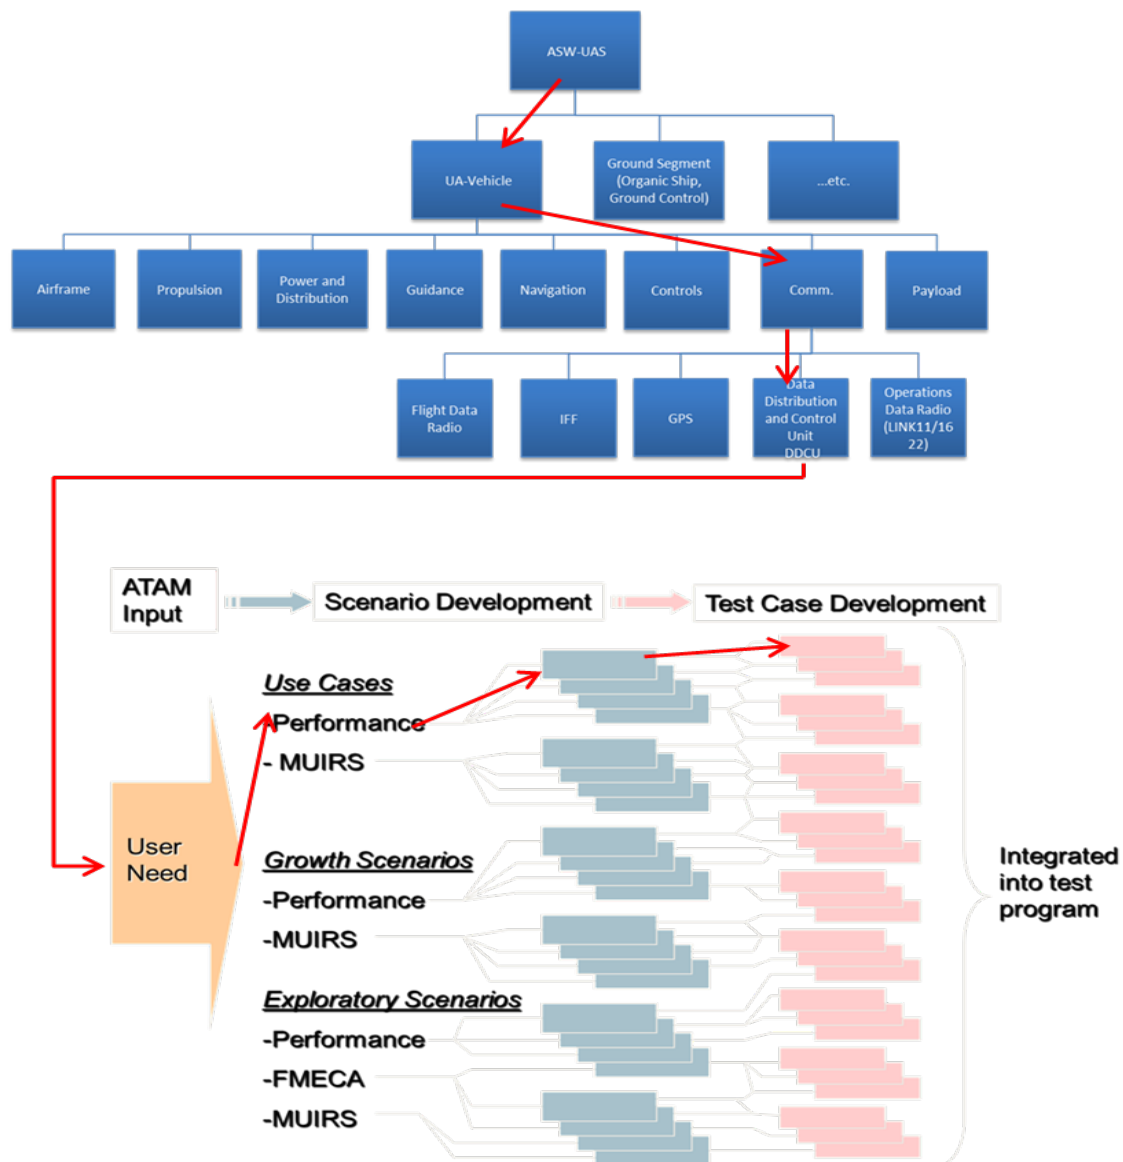 ASW-UAS
UA-Vehicle
Ground Segment
(Organic Ship,
Ground Control)
...etc.
Airframe
Propulsion
Power and
Distribution
Guidance
Navigation
Controls
Comm.
Payload
Flight Data
Radio
IFF
GPS
Data
Distribution
and Control
Unit
DDCU
Operations
Data Radio
(LINK11/16
22)
ATAM
Input
Scenario Development
Test Case Development
User
Need
Use Cases
-Performance
- MUIRS
Growth Scenarios
-Performance
-MUIRS
Exploratory Scenarios
-Performance
-FMECA
-MUIRS
Integrated
into test
program